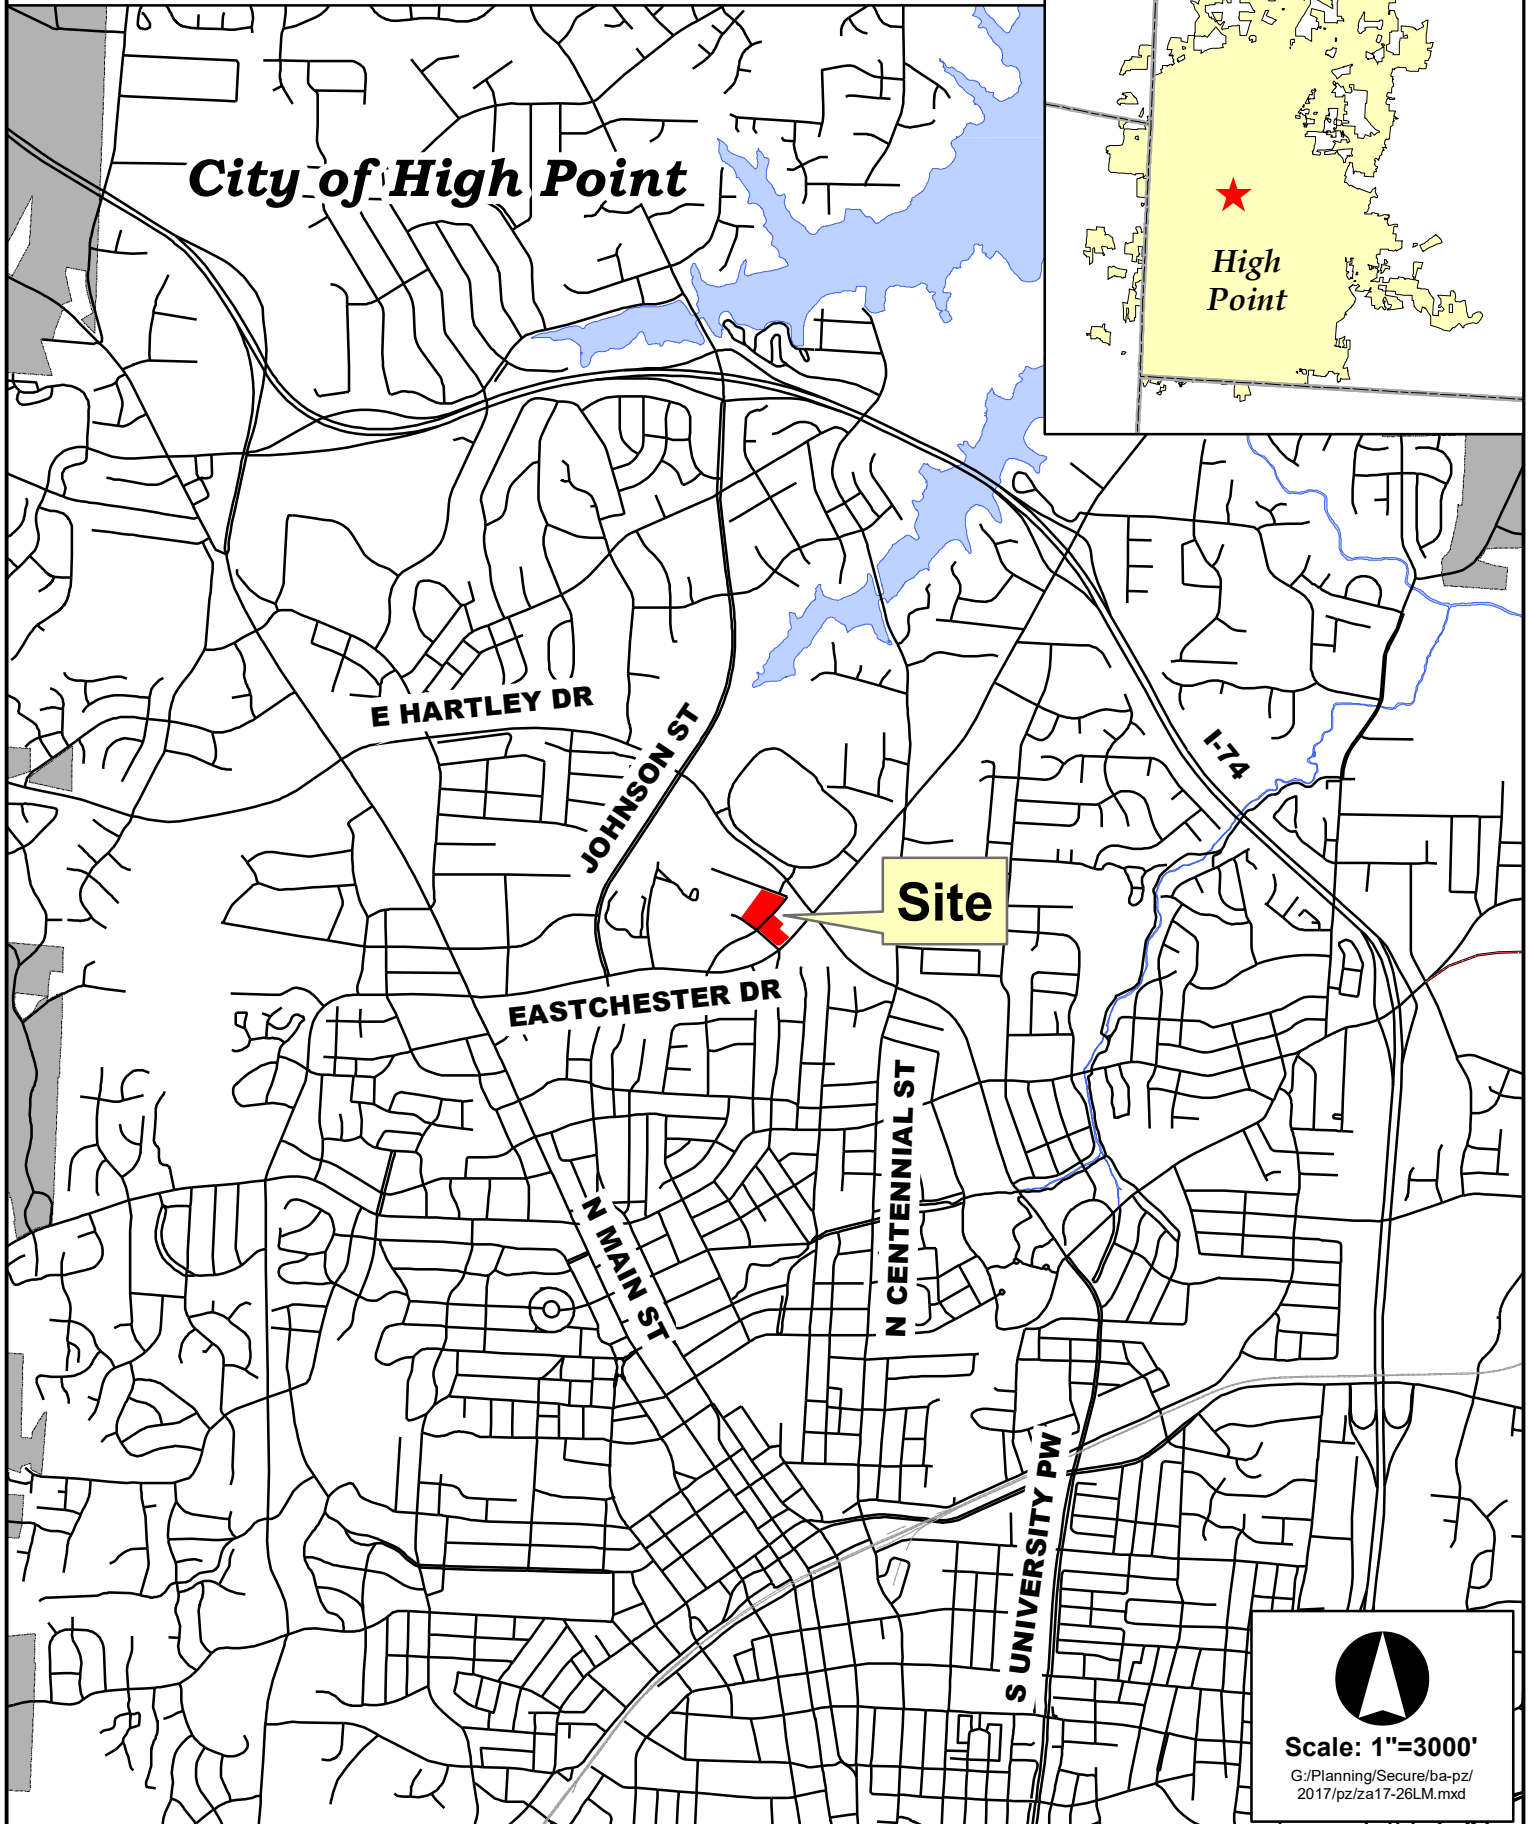 City of High Point
High
Point
E HARTLEY DR
JOHNSON ST
I-74
Site
EASTCHESTER DR
N CENTENNIAL ST
N MAIN ST
S UNIVERSITY PW
Scale: 1"=3000'
G:/Planning/Secure/ba-pz/
2017/pz/za17-26LM.mxd